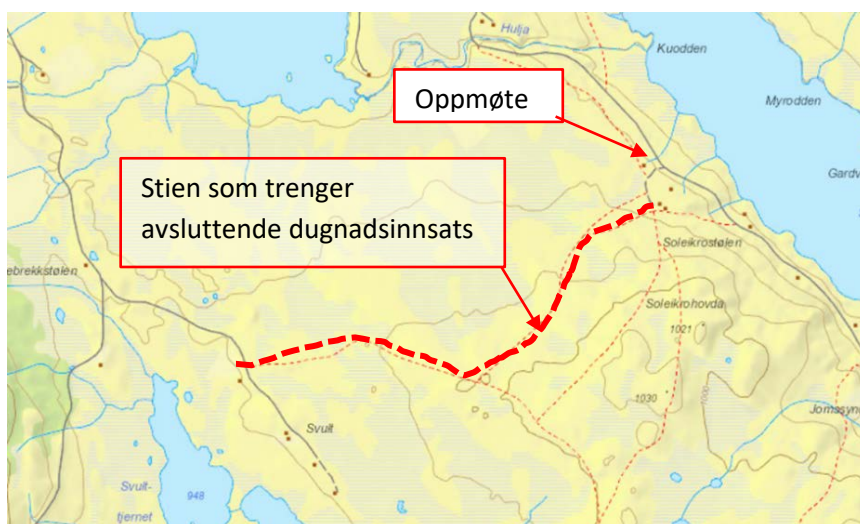 Hulja
Kuodden
Oppmøte
Myrodden
Gardv
Stien som trenger
avsluttende dugnadsinnsats
Soleikrostølen
ebrekkstølen
Soleikrohovda
1021
1030
1000
Jomssyn
Svult
Svult-
tjernet
948